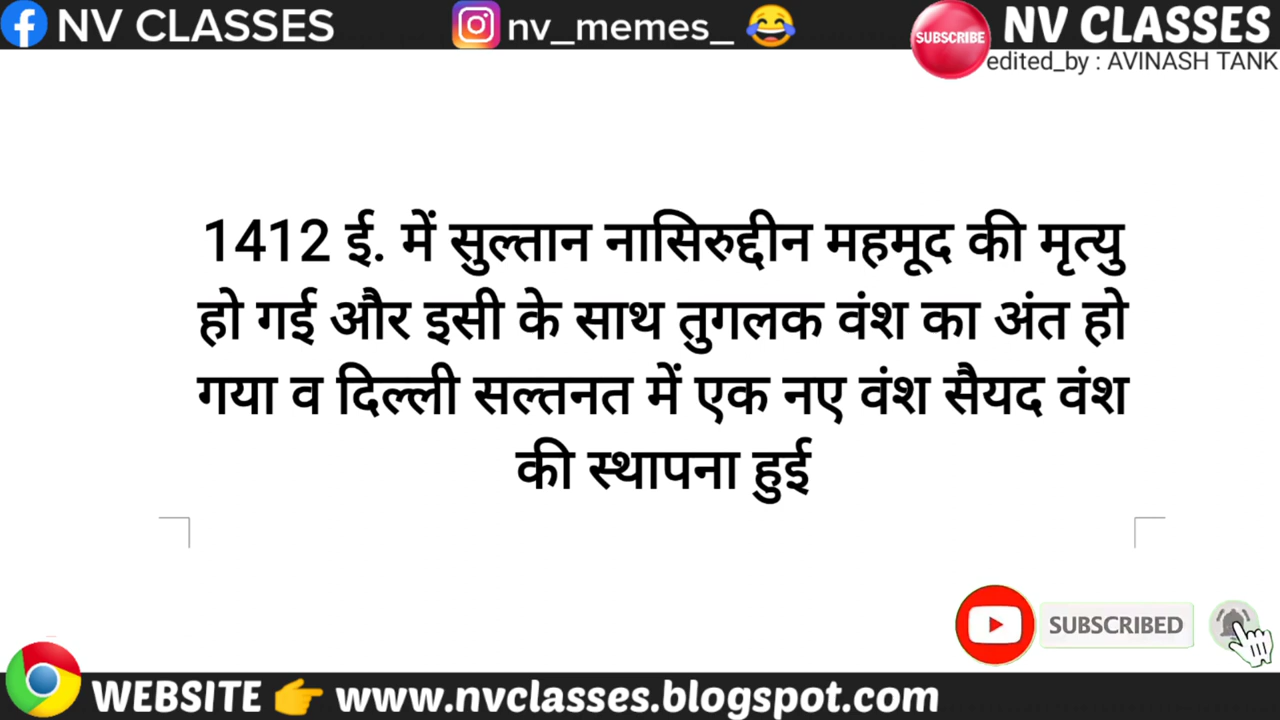 NV CLASSES
nv_memes_ 😂
SUBSCRIBE
NV CLASSES
edited_by : AVINASH TANK
1412 ई. में सुल्तान नासिरुद्दीन महमूद की मृत्यु
हो गई और इसी के साथ तुगलक वंश का अंत हो
गया व दिल्ली सल्तनत में एक नए वंश सैयद वंश
की स्थापना हुई
SUBSCRIBED
WEBSITE 👉 www.nvclasses.blogspot.com